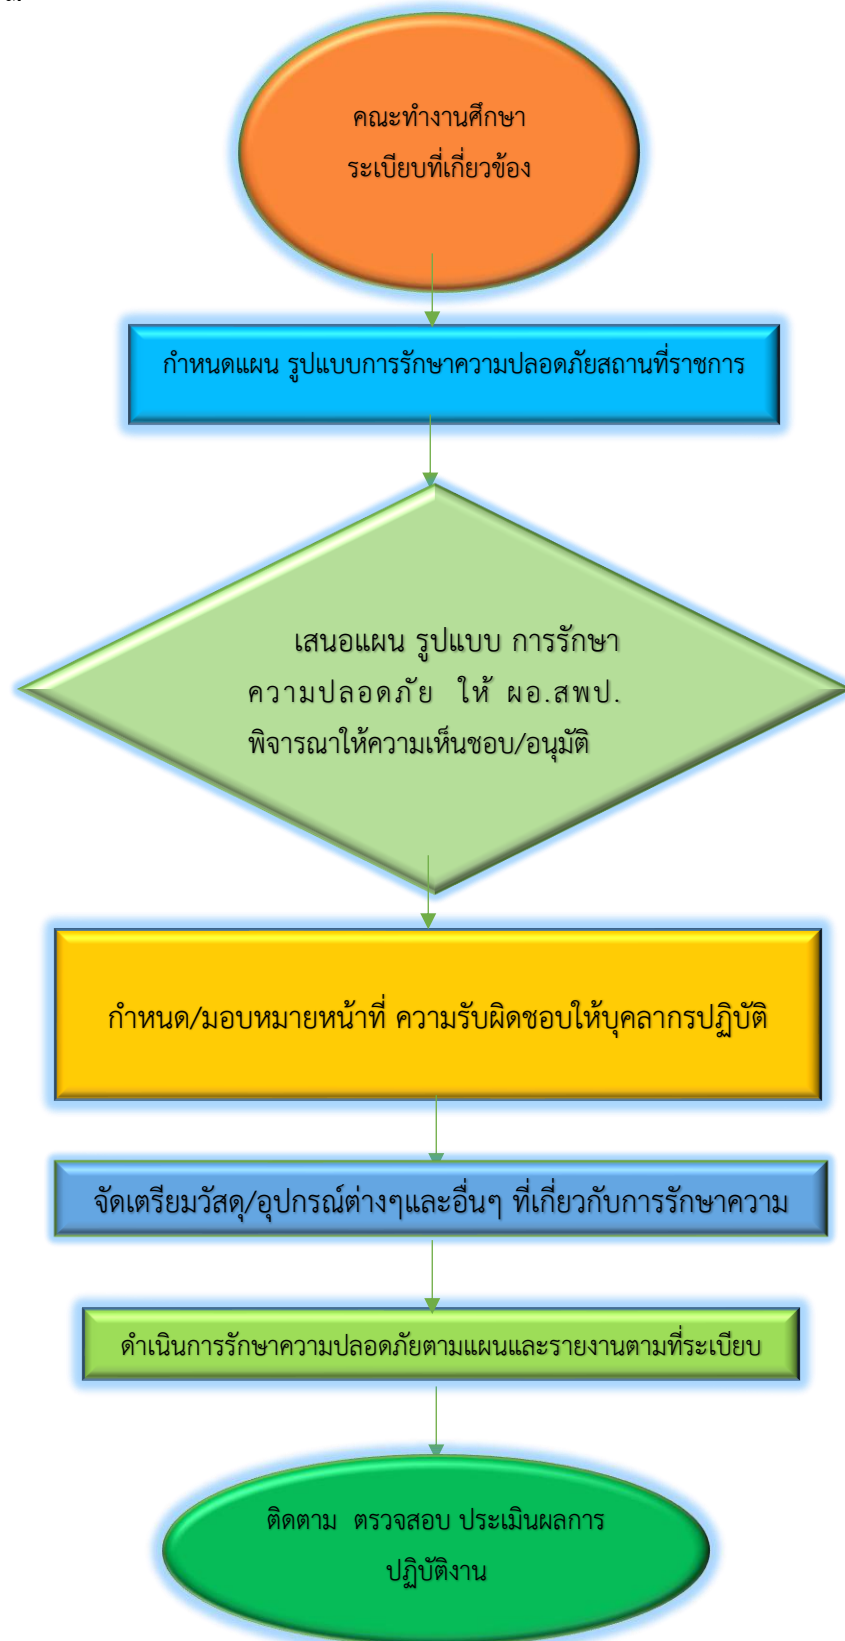 คณะทำงานศึกษา
ระเบียบที่เกี่ยวข้อง
กำหนดแผน รูปแบบการรักษาความปลอดภัยสถานที่ราชการ
เสนอแผน รูปแบบ การรักษา
ความปลอดภัย ให้ ผอ.สพป.
พิจารณาให้ความเห็นชอบ/อนุมัติ
กำหนด/มอบหมายหน้าที่ ความรับผิดชอบให้บุคลากรปฏิบัติ
จัดเตรียมวัสดุ/อุปกรณ์ต่างๆและอื่นๆ ที่เกี่ยวกับการรักษาความ
ดำเนินการรักษาความปลอดภัยตามแผนและรายงานตามที่ระเบียบ
ติดตาม ตรวจสอบ ประเมินผลการ
ปฏิบัติงาน